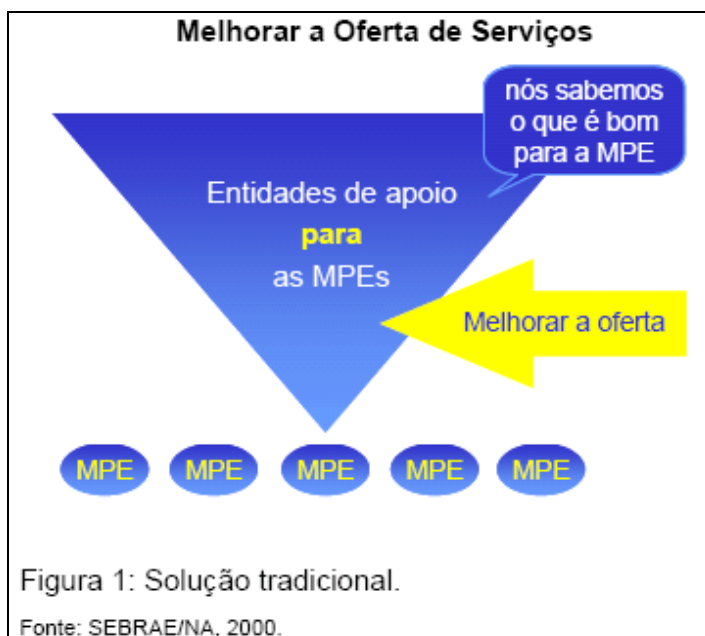 Melhorar a Oferta de Serviços
nós sabemos
o que é bom
para a MPE
Entidades de apoio
para
as MPEs
Melhorar a oferta
MPE MPE MPE MPE MPE
Figura 1: Solução tradicional.
Fonte: SEBRAE/NA, 2000.